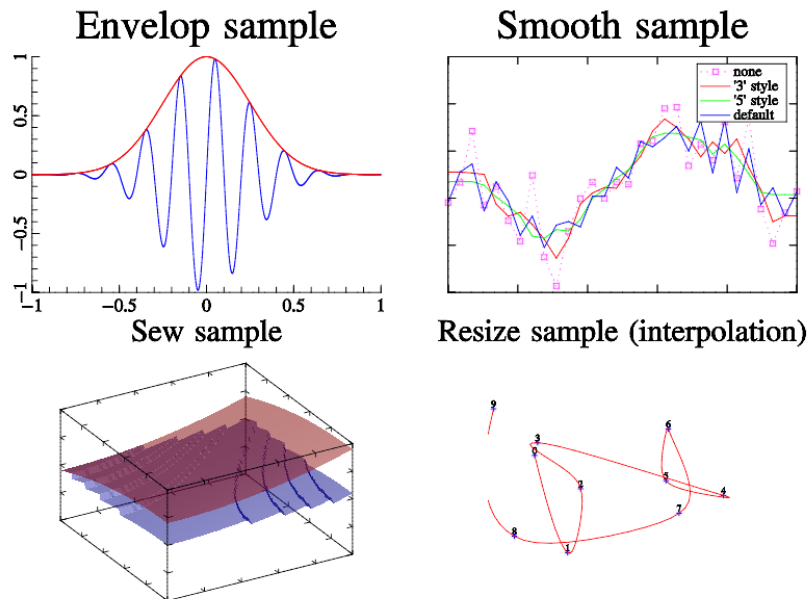 Envelop sample
1
0.5
0
−0.5
−1
−1
−0.5
0
0.5
1
Smooth sample
none
'3' style
'5' style
default
Sew sample
Resize sample (interpolation)
9
3
0
2
1
8
6
5
4
7